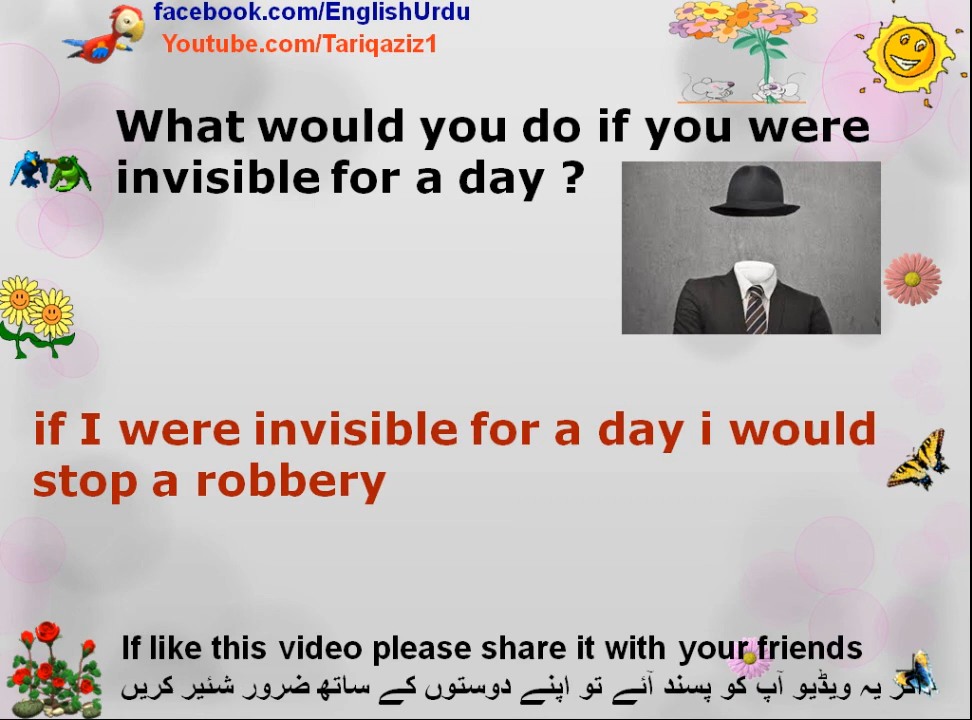 facebook.com/EnglishUrdu
Youtube.com/Tariqaziz1
What would you do if you were
invisible for a day ?
if I were invisible for a day i would
stop a robbery
If like this video please share it with your friends
اگر یہ ویڈیو آپ کو پسند آئے تو اپنے دوستوں کے ساتھ ضرور شئیر کریں